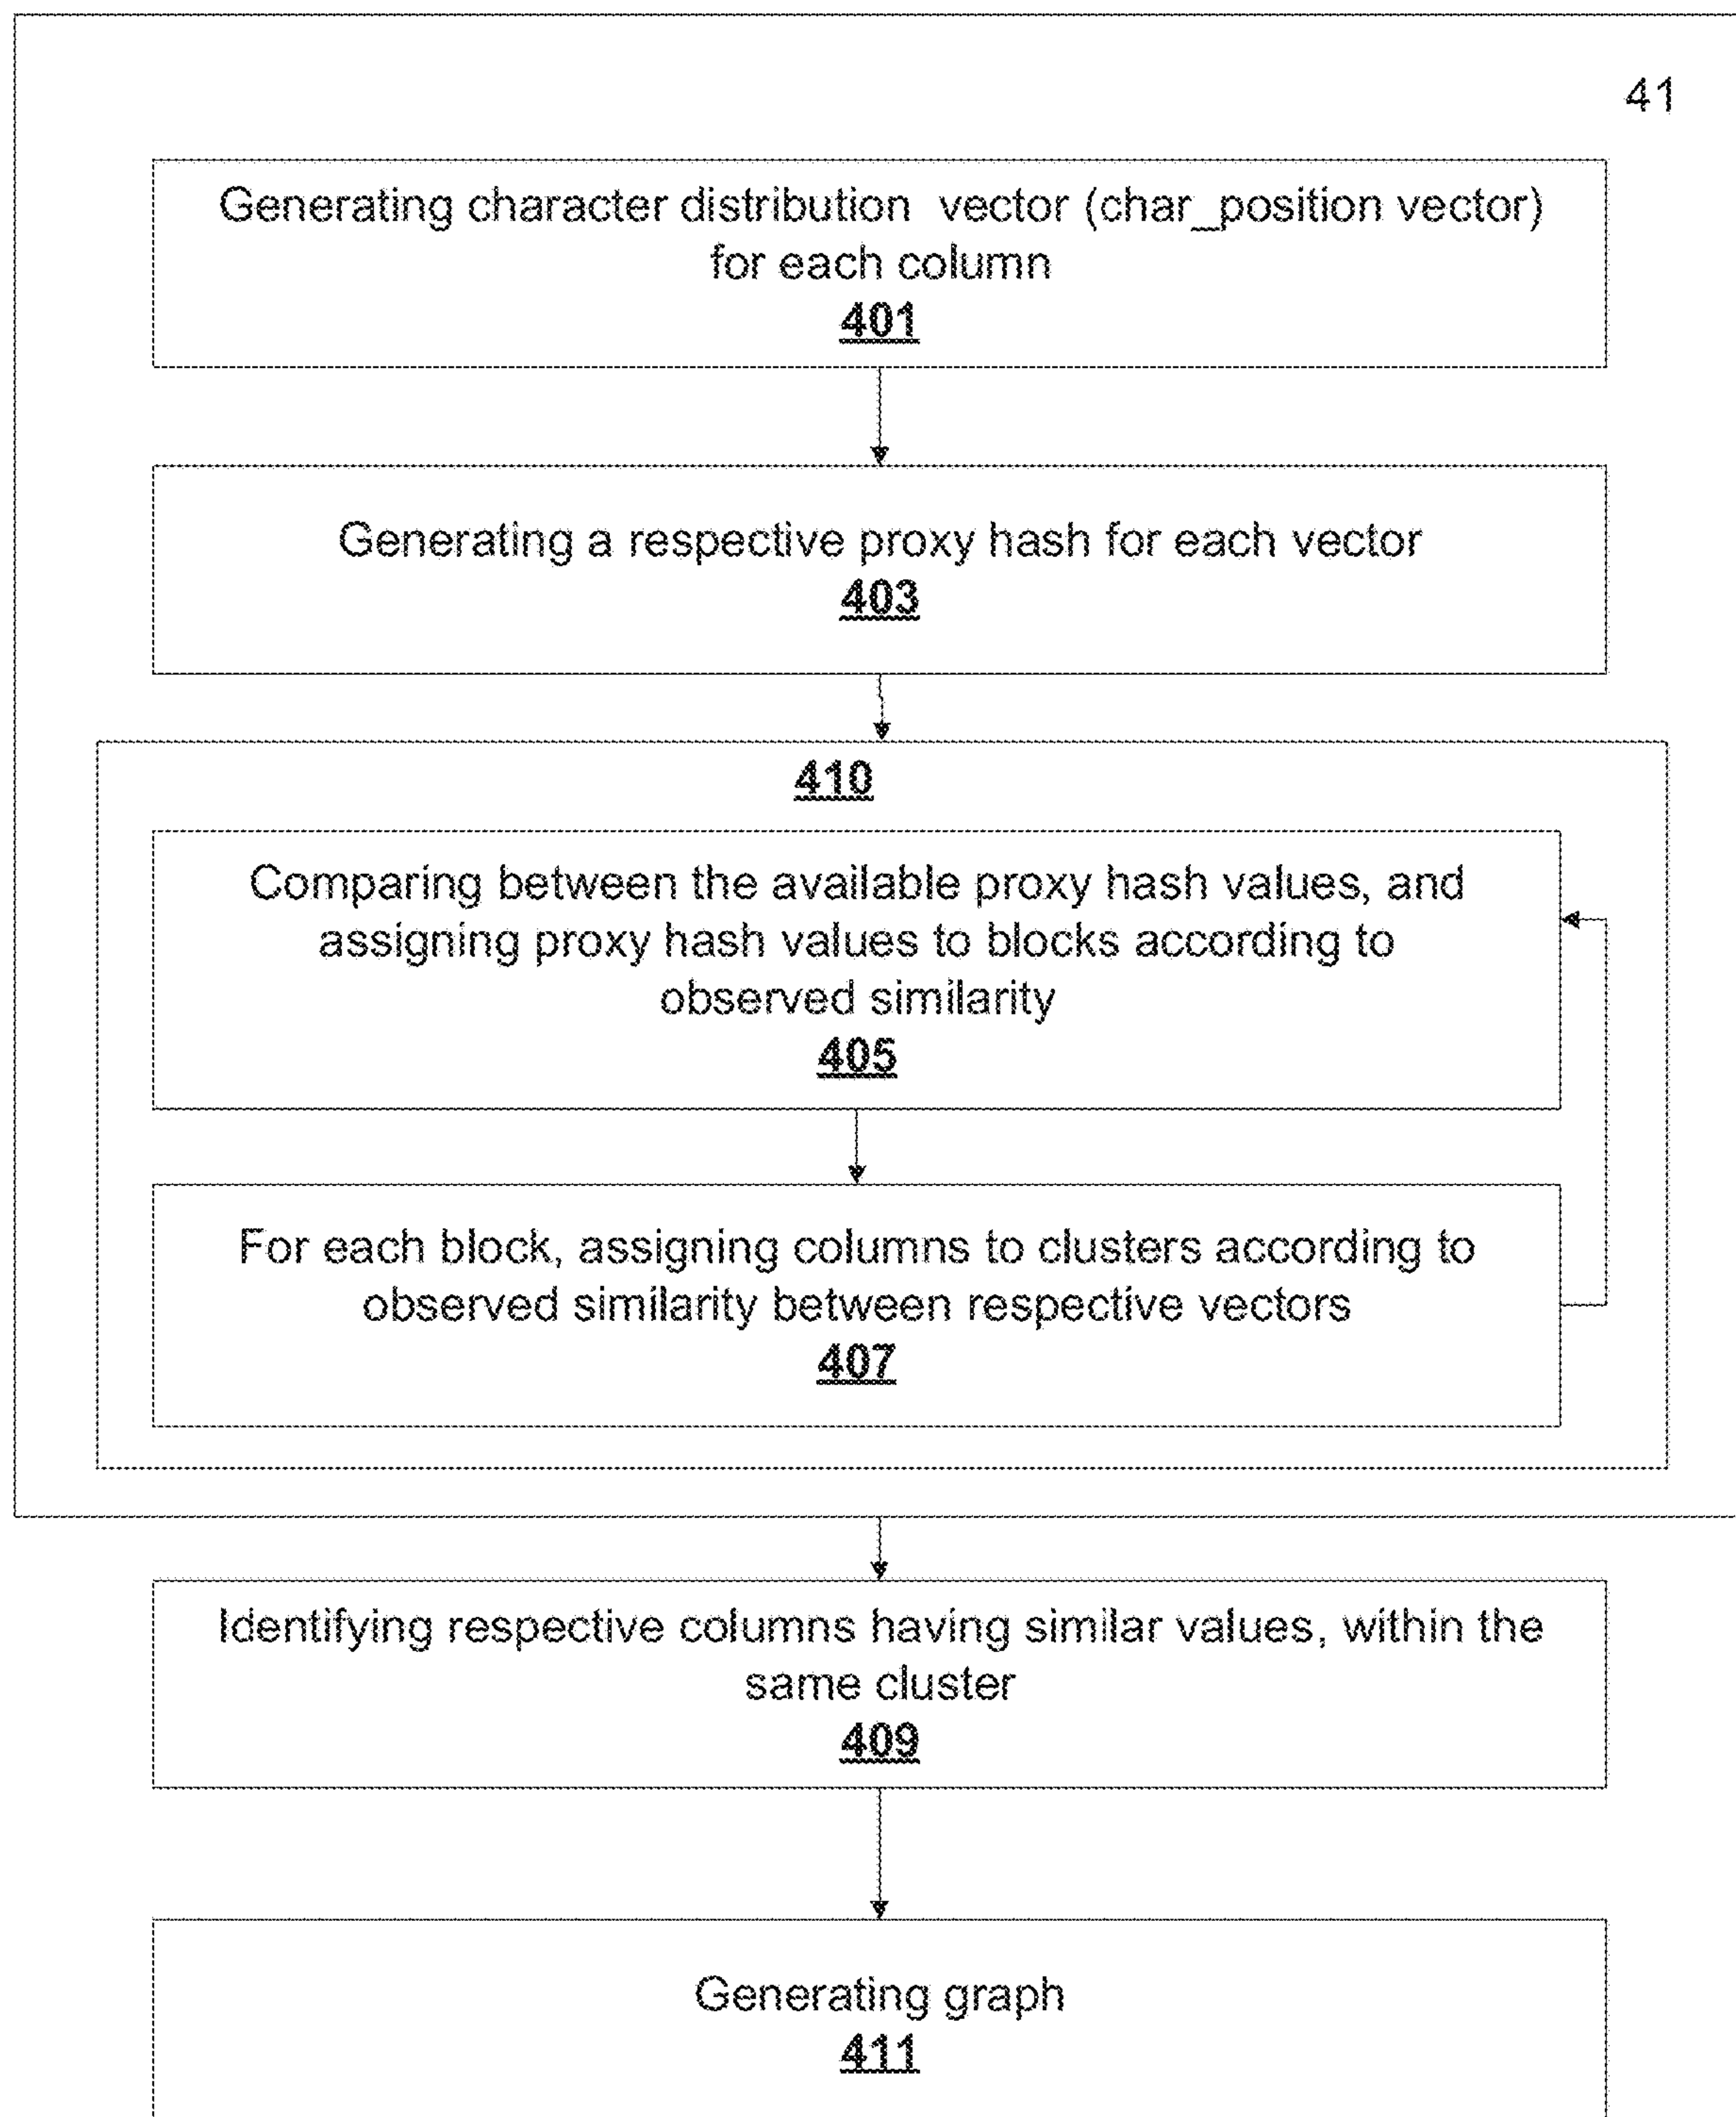 41
Generating character distribution vector (char_position vector)
for each column
401
Generating a respective proxy hash for each vector
403
410
Comparing between the available proxy hash values, and
assigning proxy hash values to blocks according to
observed similarity
405
For each block, assigning columns to clusters according to
observed similarity between respective vectors
407
Identifying respective columns having similar values, within the
same cluster
409
Generating graph
411